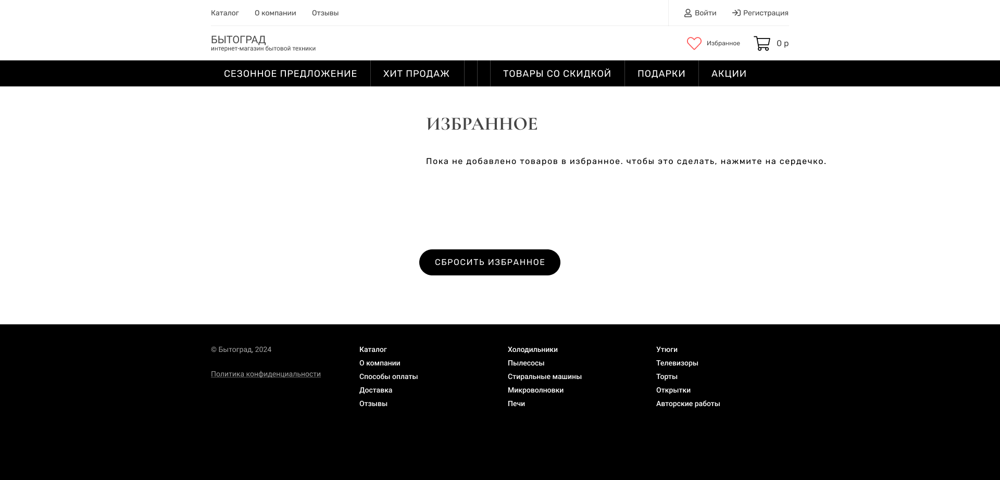 Каталог О компании Отзывы Войти Регистрация
БЫТОГРАД
интернет-магазин бытовой техники
Избранное 0 р
СЕЗОННОЕ ПРЕДЛОЖЕНИЕ ХИТ ПРОДАЖ ТОВАРЫ СО СКИДКОЙ ПОДАРКИ АКЦИИ
ИЗБРАННОЕ
Пока не добавлено товаров в избранное. чтобы это сделать, нажмите на сердечко.
СБРОСИТЬ ИЗБРАННОЕ
© Бытоград, 2024
Политика конфиденциальности
Каталог
О компании
Способы оплаты
Доставка
Отзывы
Холодильники
Пылесосы
Стиральные машины
Микроволновки
Печи
Утюги
Телевизоры
Торты
Открытки
Авторские работы